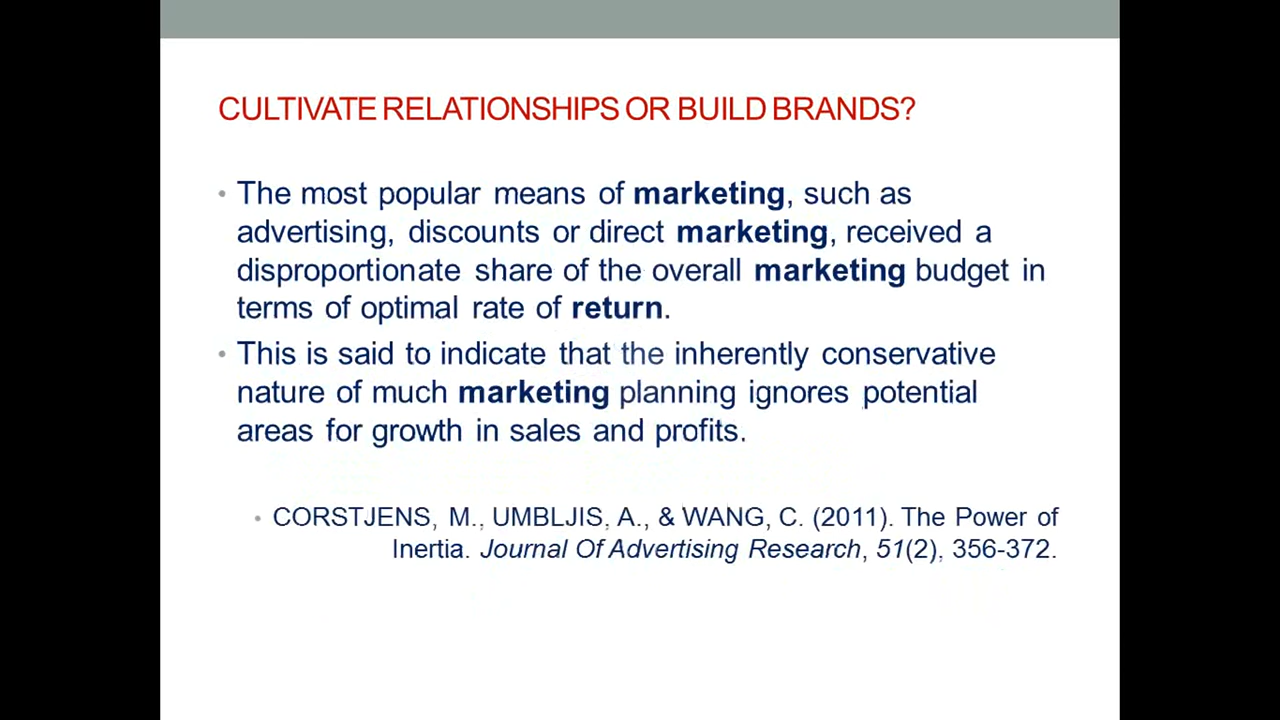 CULTIVATE RELATIONSHIPS OR BUILD BRANDS?
• The most popular means of marketing, such as
advertising, discounts or direct marketing, received a
disproportionate share of the overall marketing budget in
terms of optimal rate of return.
• This is said to indicate that the inherently conservative
nature of much marketing planning ignores potential
areas for growth in sales and profits.
• CORSTJENS, M., UMBLJIS, A., & WANG, C. (2011). The Power of
Inertia. Journal Of Advertising Research, 51(2), 356-372.